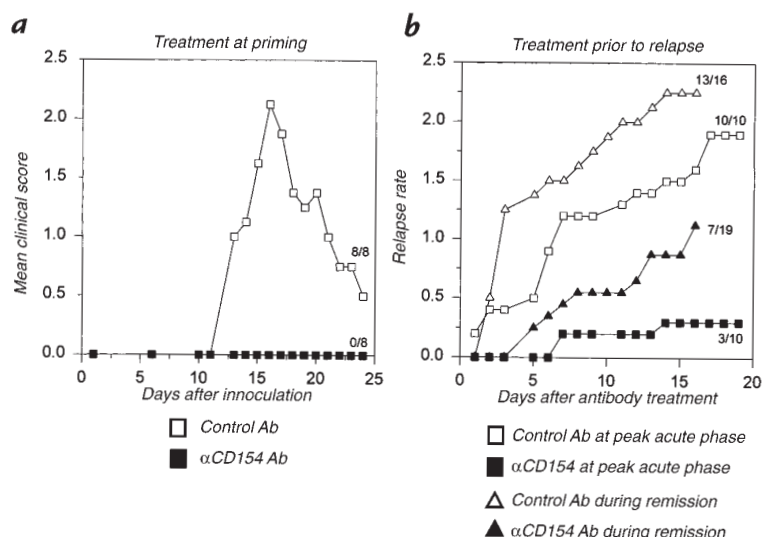 a
Treatment at priming
2.5
2.0
1.5
1.0
0.5
0.0
Mean clinical score
8/8
0/8
0 5 10 15 20 25
Days after innoculation
Control Ab
αCD154 Ab
b
Treatment prior to relapse
2.5
2.0
1.5
1.0
0.5
0.0
Relapse rate
13/16
10/10
7/19
3/10
0 5 10 15 20
Days after antibody treatment
Control Ab at peak acute phase
αCD154 at peak acute phase
Control Ab during remission
αCD154 Ab during remission